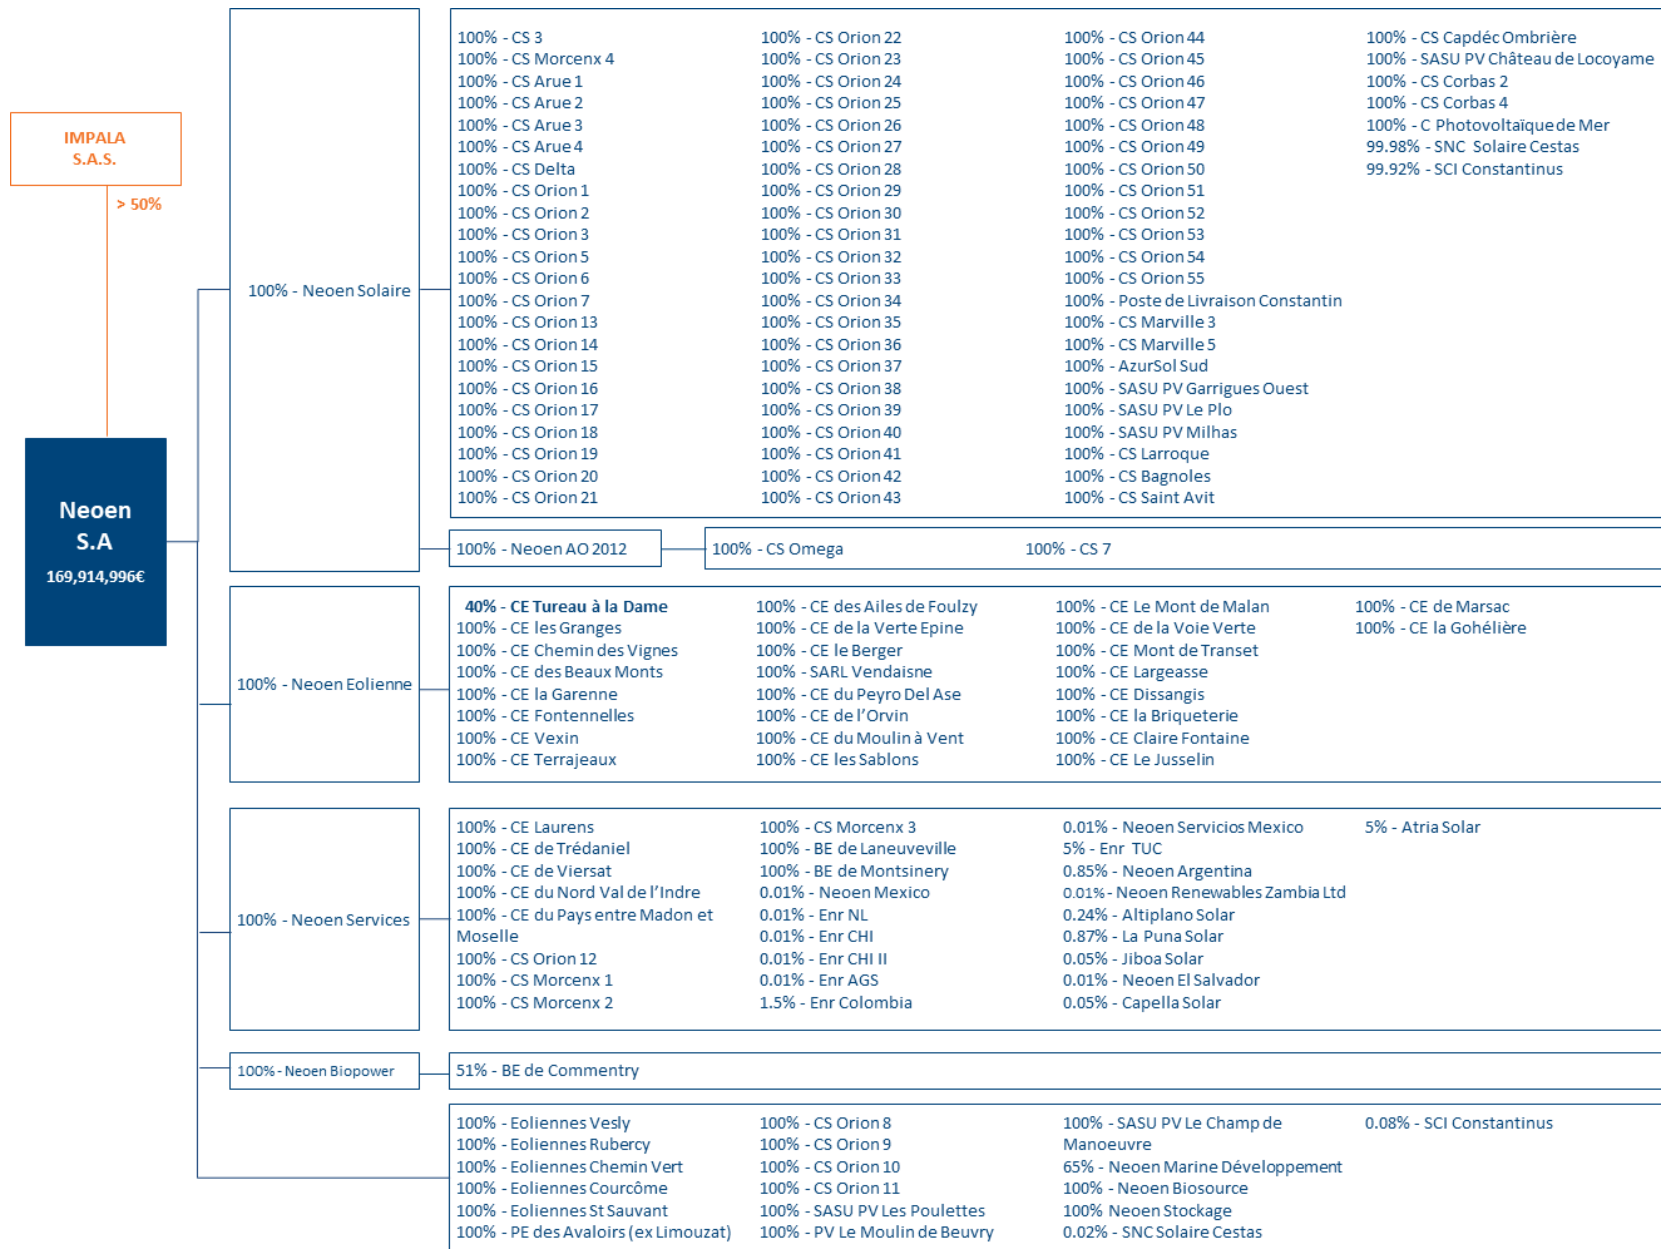 IMPALA
S.A.S.
> 50%
Neoen
S.A
169,914,996€
100% - Neoen Solaire
100% - CS 3
100% - CS Morcenx 4
100% - CS Arue 1
100% - CS Arue 2
100% - CS Arue 3
100% - CS Arue 4
100% - CS Delta
100% - CS Orion 1
100% - CS Orion 2
100% - CS Orion 3
100% - CS Orion 5
100% - CS Orion 6
100% - CS Orion 7
100% - CS Orion 13
100% - CS Orion 14
100% - CS Orion 15
100% - CS Orion 16
100% - CS Orion 17
100% - CS Orion 18
100% - CS Orion 19
100% - CS Orion 20
100% - CS Orion 21
100% - CS Orion 22
100% - CS Orion 23
100% - CS Orion 24
100% - CS Orion 25
100% - CS Orion 26
100% - CS Orion 27
100% - CS Orion 28
100% - CS Orion 29
100% - CS Orion 30
100% - CS Orion 31
100% - CS Orion 32
100% - CS Orion 33
100% - CS Orion 34
100% - CS Orion 35
100% - CS Orion 36
100% - CS Orion 37
100% - CS Orion 38
100% - CS Orion 39
100% - CS Orion 40
100% - CS Orion 41
100% - CS Orion 42
100% - CS Orion 43
100% - CS Orion 44
100% - CS Orion 45
100% - CS Orion 46
100% - CS Orion 47
100% - CS Orion 48
100% - CS Orion 49
100% - CS Orion 50
100% - CS Orion 51
100% - CS Orion 52
100% - CS Orion 53
100% - CS Orion 54
100% - CS Orion 55
100% - Poste de Livraison Constantin
100% - CS Marville 3
100% - CS Marville 5
100% - AzurSol Sud
100% - SASU PV Garrigues Ouest
100% - SASU PV Le Plo
100% - SASU PV Milhas
100% - CS Larroque
100% - CS Bagnoles
100% - CS Saint Avit
100% - CS Capdéc Ombrière
100% - SASU PV Château de Locoyame
100% - CS Corbas 2
100% - CS Corbas 4
100% - C Photovoltaïque de Mer
99.98% - SNC Solaire Cestas
99.92% - SCI Constantinus
100% - Neoen AO 2012
100% - CS Omega
100% - CS 7
100% - Neoen Eolienne
40% - CE Tureau à la Dame
100% - CE les Granges
100% - CE Chemin des Vignes
100% - CE des Beaux Monts
100% - CE la Garenne
100% - CE Fontennelles
100% - CE Vexin
100% - CE Terrajeaux
100% - CE des Ailes de Foulzy
100% - CE de la Verte Epine
100% - CE le Berger
100% - SARL Vendaisne
100% - CE du Peyro Del Ase
100% - CE de l'Orvin
100% - CE du Moulin à Vent
100% - CE les Sablons
100% - CE Le Mont de Malan
100% - CE de la Voie Verte
100% - CE Mont de Transet
100% - CE Largeasse
100% - CE Dissangis
100% - CE la Briqueterie
100% - CE Claire Fontaine
100% - CE Le Jusselin
100% - CE de Marsac
100% - CE la Gohélière
100% - Neoen Services
100% - CE Laurens
100% - CE de Trédaniel
100% - CE de Viersat
100% - CE du Nord Val de l'Indre
100% - CE du Pays entre Madon et
Moselle
100% - CS Orion 12
100% - CS Morcenx 1
100% - CS Morcenx 2
100% - CS Morcenx 3
100% - BE de Laneuveville
100% - BE de Montsinery
0.01% - Neoen Mexico
0.01% - Enr NL
0.01% - Enr CHI
0.01% - Enr CHI II
0.01% - Enr AGS
1.5% - Enr Colombia
0.01% - Neoen Servicios Mexico
5% - Enr TUC
0.85% - Neoen Argentina
0.01% - Neoen Renewables Zambia Ltd
0.24% - Altiplano Solar
0.87% - La Puna Solar
0.05% - Jiboa Solar
0.01% - Neoen El Salvador
0.05% - Capella Solar
5% - Atria Solar
100% - Neoen Biopower
51% - BE de Commentry
100% - Eoliennes Vesly
100% - Eoliennes Rubercy
100% - Eoliennes Chemin Vert
100% - Eoliennes Courcôme
100% - Eoliennes St Sauvant
100% - PE des Avaloirs (ex Limouzat)
100% - CS Orion 8
100% - CS Orion 9
100% - CS Orion 10
100% - CS Orion 11
100% - SASU PV Les Poulettes
100% - PV Le Moulin de Beuvry
100% - SASU PV Le Champ de
Manoeuvre
65% - Neoen Marine Développement
100% - Neoen Biosource
100% Neoen Stockage
0.02% - SNC Solaire Cestas
0.08% - SCI Constantinus